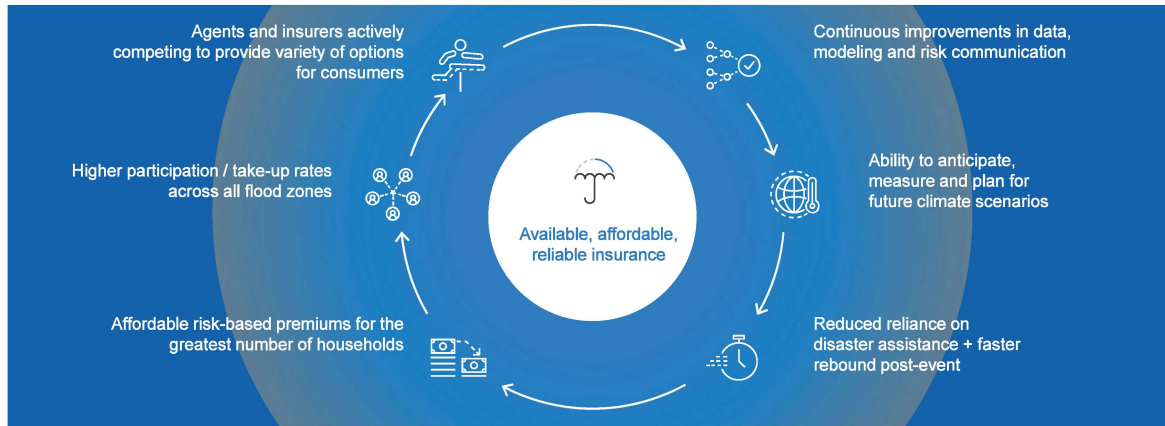 Agents and insurers actively
competing to provide variety of options
for consumers
Continuous improvements in data,
modeling and risk communication
Higher participation / take-up rates
across all flood zones
Available, affordable,
reliable insurance
Ability to anticipate,
measure and plan for
future climate scenarios
Affordable risk-based premiums for the
greatest number of households
Reduced reliance on
disaster assistance + faster
rebound post-event